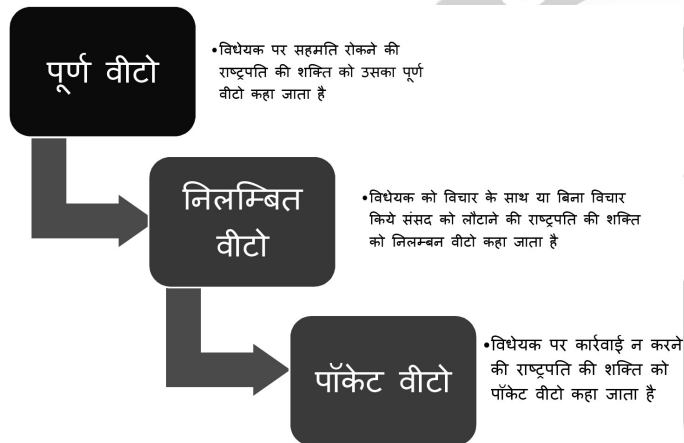 पूर्ण वीटो
•विधेयक पर सहमति रोकने की
राष्ट्रपति की शक्ति को उसका पूर्ण
वीटो कहा जाता है
निलम्बित
वीटो
•विधेयक को विचार के साथ या बिना विचार
किये संसद को लौटाने की राष्ट्रपति की शक्ति
को निलम्बन वीटो कहा जाता है
पॉकेट वीटो
•विधेयक पर कार्रवाई न करने
की राष्ट्रपति की शक्ति को
पॉकेट वीटो कहा जाता है